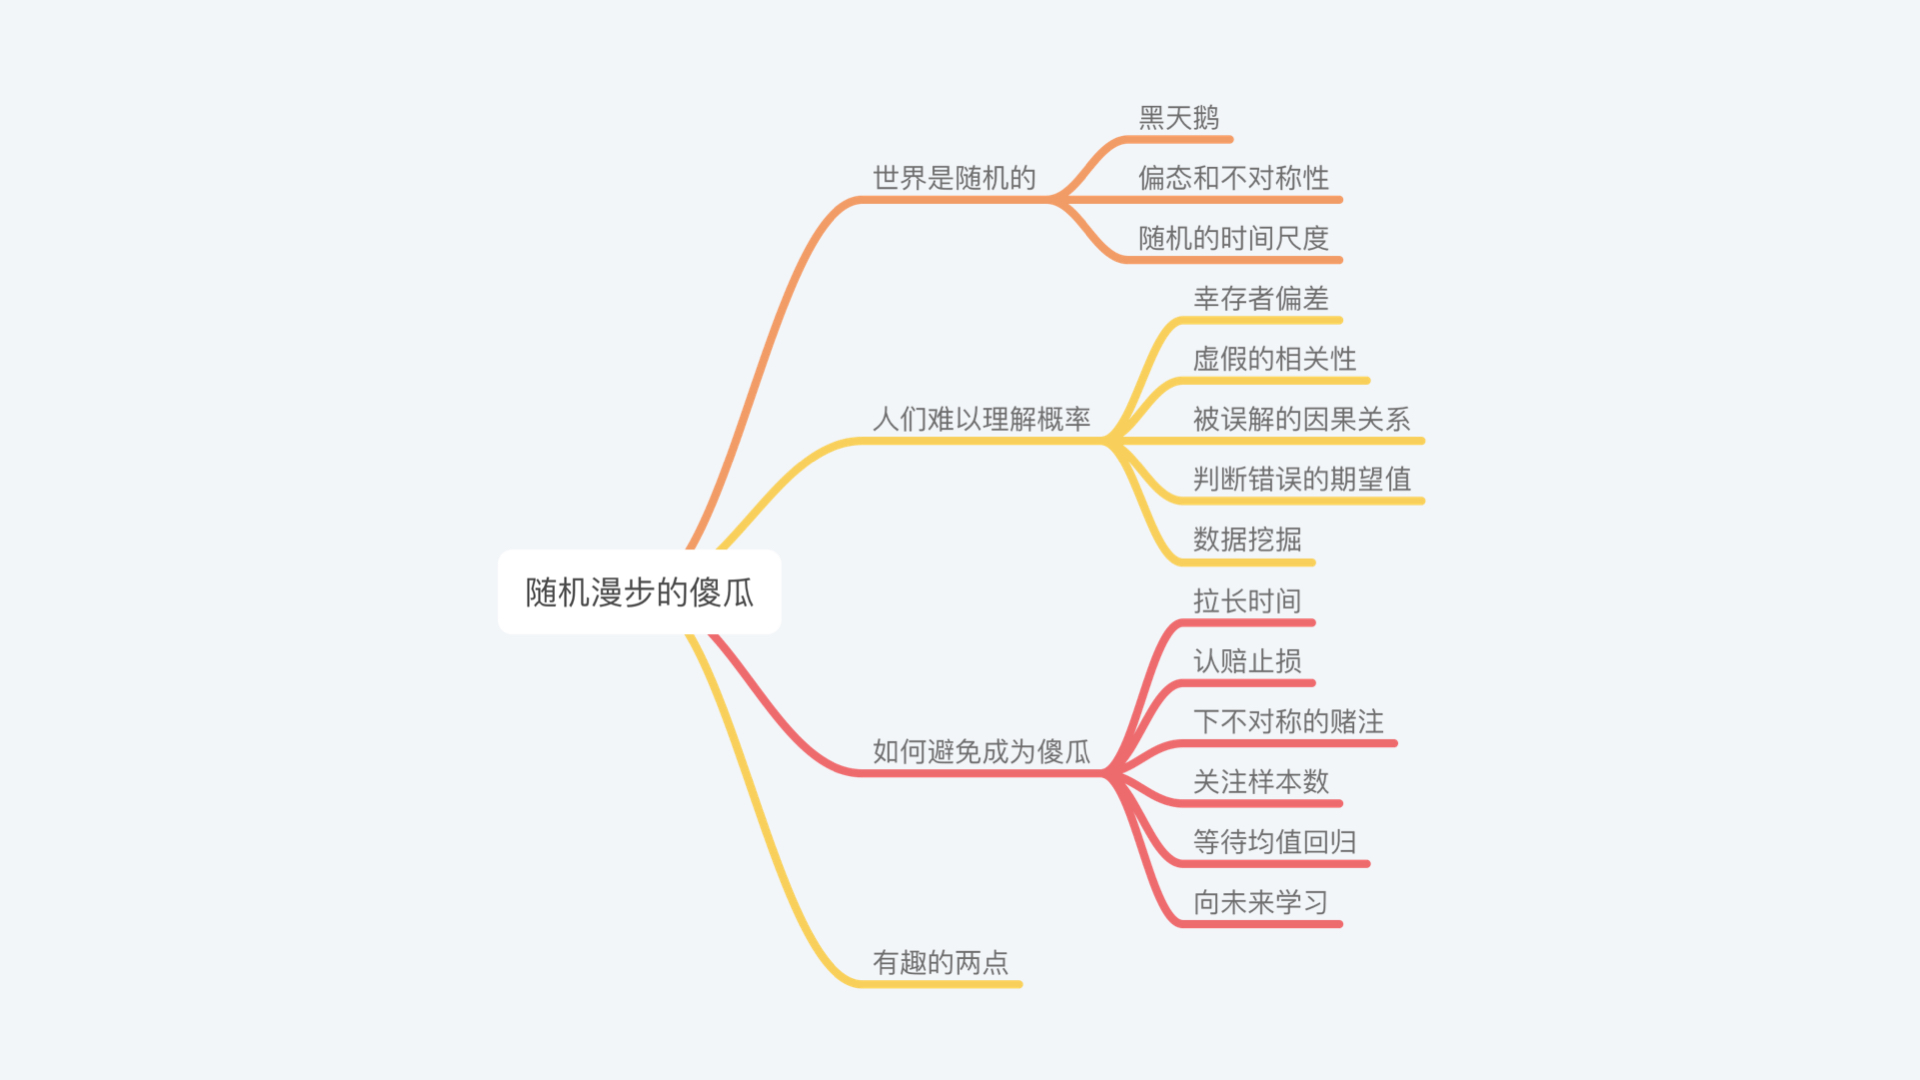 随机漫步的傻瓜
世界是随机的
黑天鹅
偏态和不对称性
随机的时间尺度
人们难以理解概率
幸存者偏差
虚假的相关性
被误解的因果关系
判断错误的期望值
数据挖掘
如何避免成为傻瓜
拉长时间
认赔止损
下不对称的赌注
关注样本数
等待均值回归
向未来学习
有趣的两点